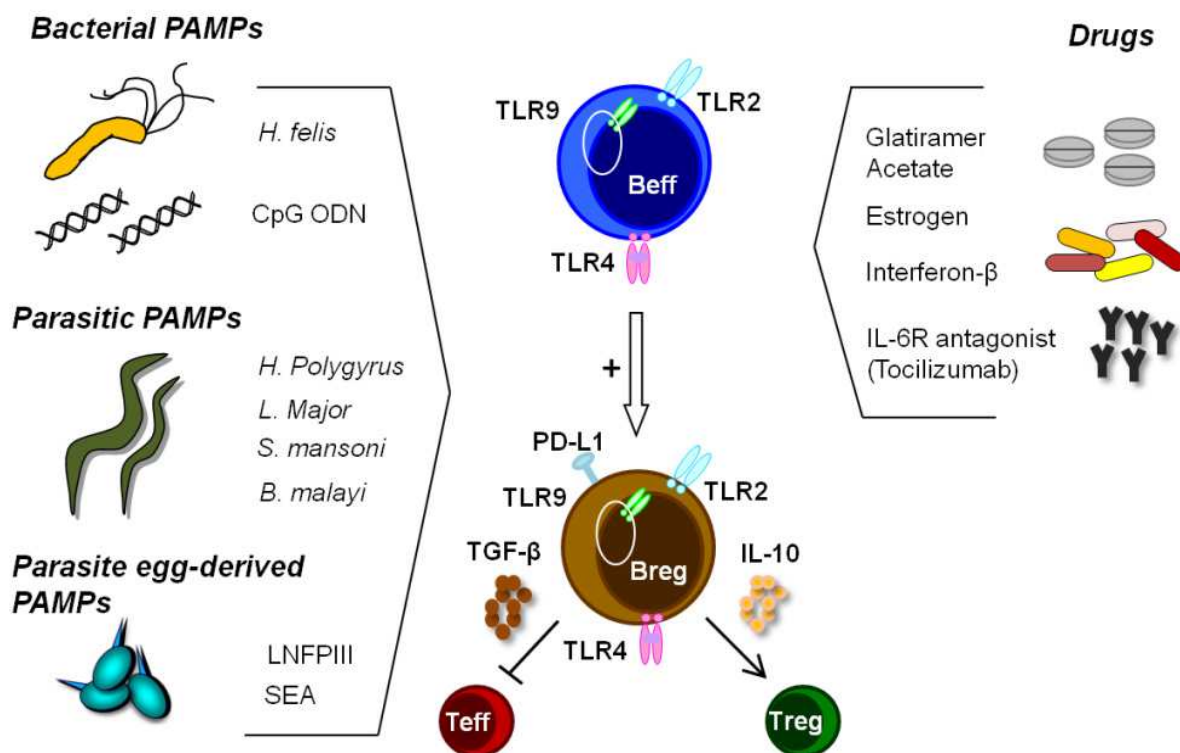 Bacterial PAMPs
H. felis
CpG ODN
Parasitic PAMPs
H. Polygyrus
L. Major
S. mansoni
B. malayi
Parasite egg-derived
PAMPs
LNFPIII
SEA
TLR9
TLR2
Beff
TLR4
+
PD-L1
TLR9
TLR2
TGF-β
IL-10
Breg
TLR4
Teff
Treg
Drugs
Glatiramer
Acetate
Estrogen
Interferon-β
IL-6R antagonist
(Tocilizumab)